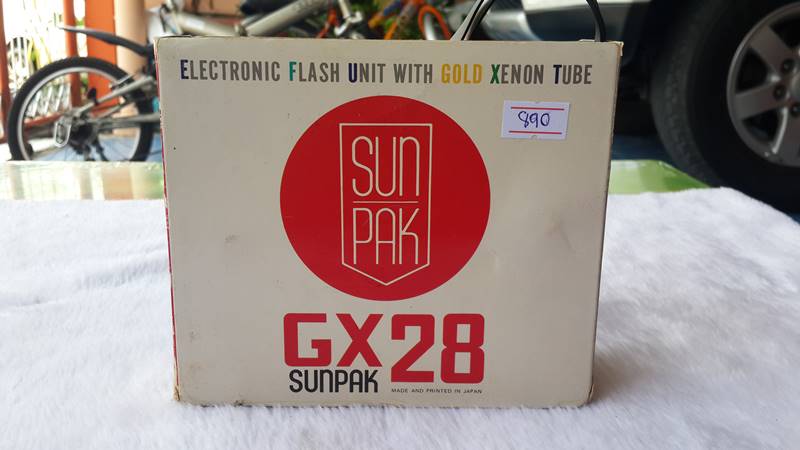 ELECTRONIC FLASH UNIT WITH GOLD XENON TUBE
890
SUN
PAK
GX28
SUNPAK
MADE AND PRINTED IN JAPAN